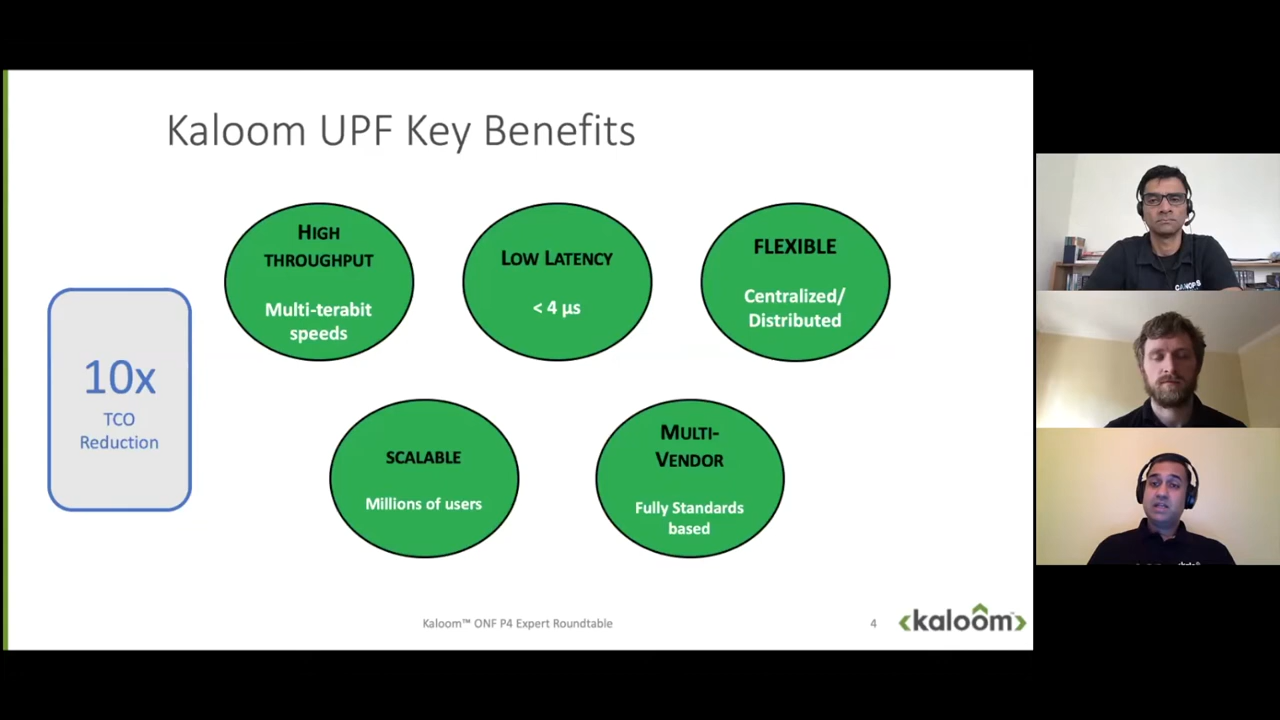 Kaloom UPF Key Benefits
HIGH
THROUGHPUT
Multi-terabit
speeds
LOW LATENCY
< 4 µs
FLEXIBLE
Centralized/
Distributed
10x
TCO
Reduction
SCALABLE
Millions of users
MULTI-
VENDOR
Fully Standards
based
Kaloom™ ONF P4 Expert Roundtable
4
<kaloom>™